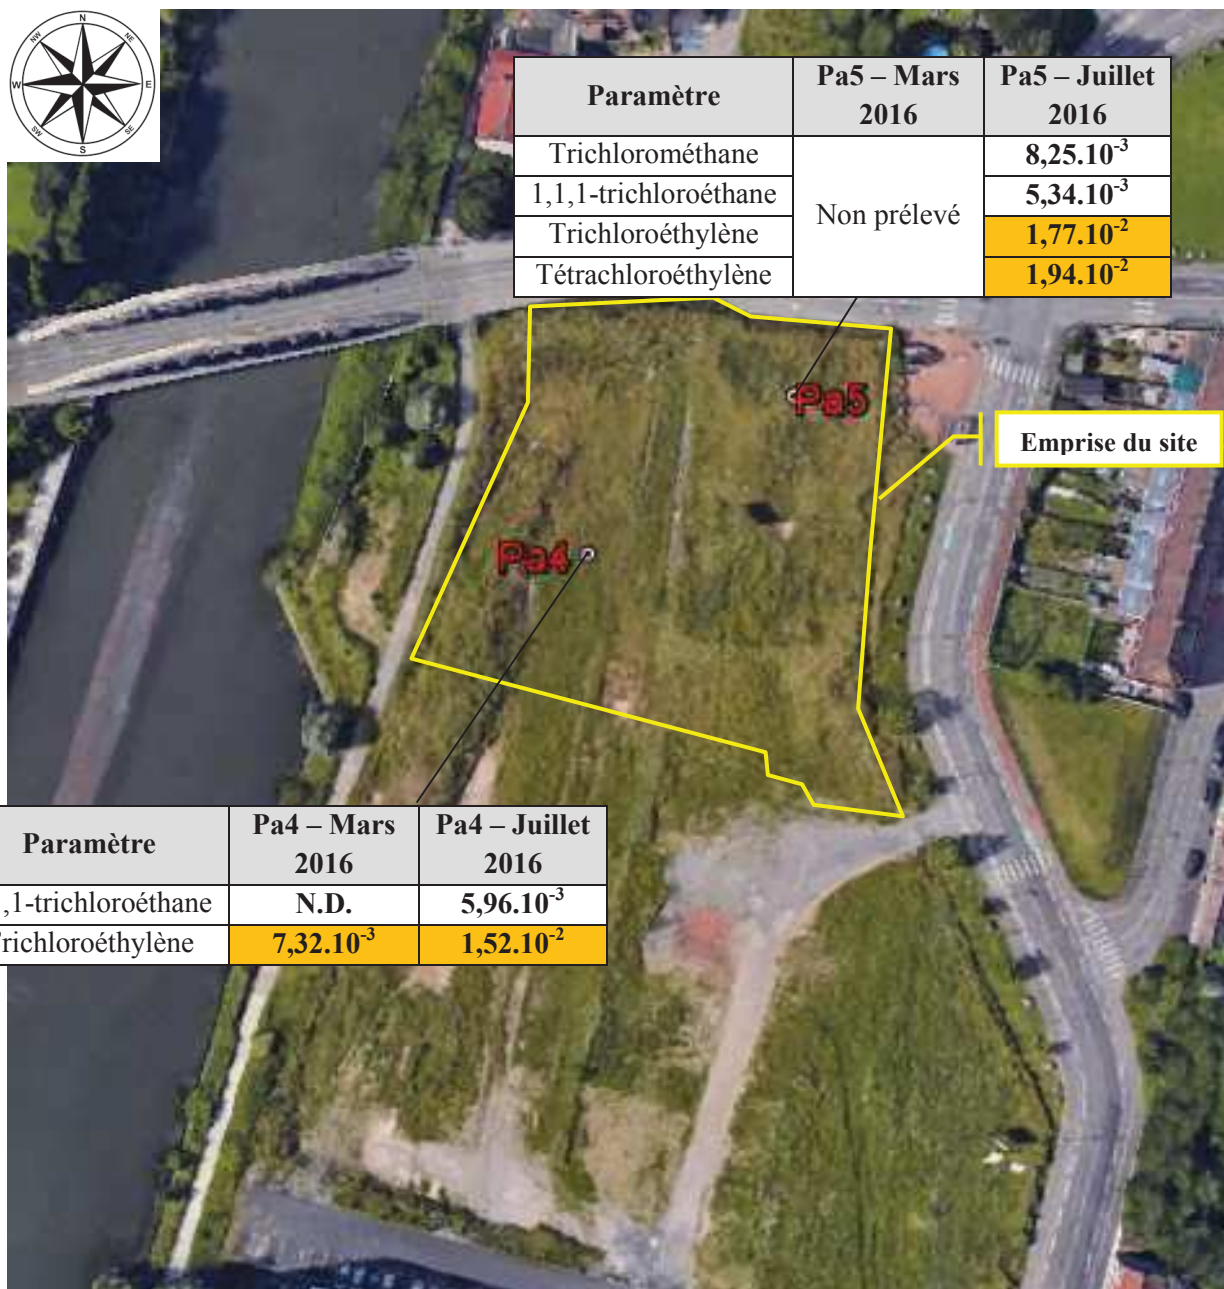 N
NW
NE
W
E
SW
SE
S
Paramètre
Pa5 – Mars 2016
Pa5 – Juillet 2016
Trichlorométhane
Non prélevé
8,25.10⁻³
1,1,1-trichloroéthane
5,34.10⁻³
Trichloroéthylène
1,77.10⁻²
Tétrachloroéthylène
1,94.10⁻²
Pa5
Emprise du site
Pa4
Paramètre
Pa4 – Mars 2016
Pa4 – Juillet 2016
,1-trichloroéthane
N.D.
5,96.10⁻³
richloroéthylène
7,32.10⁻³
1,52.10⁻²